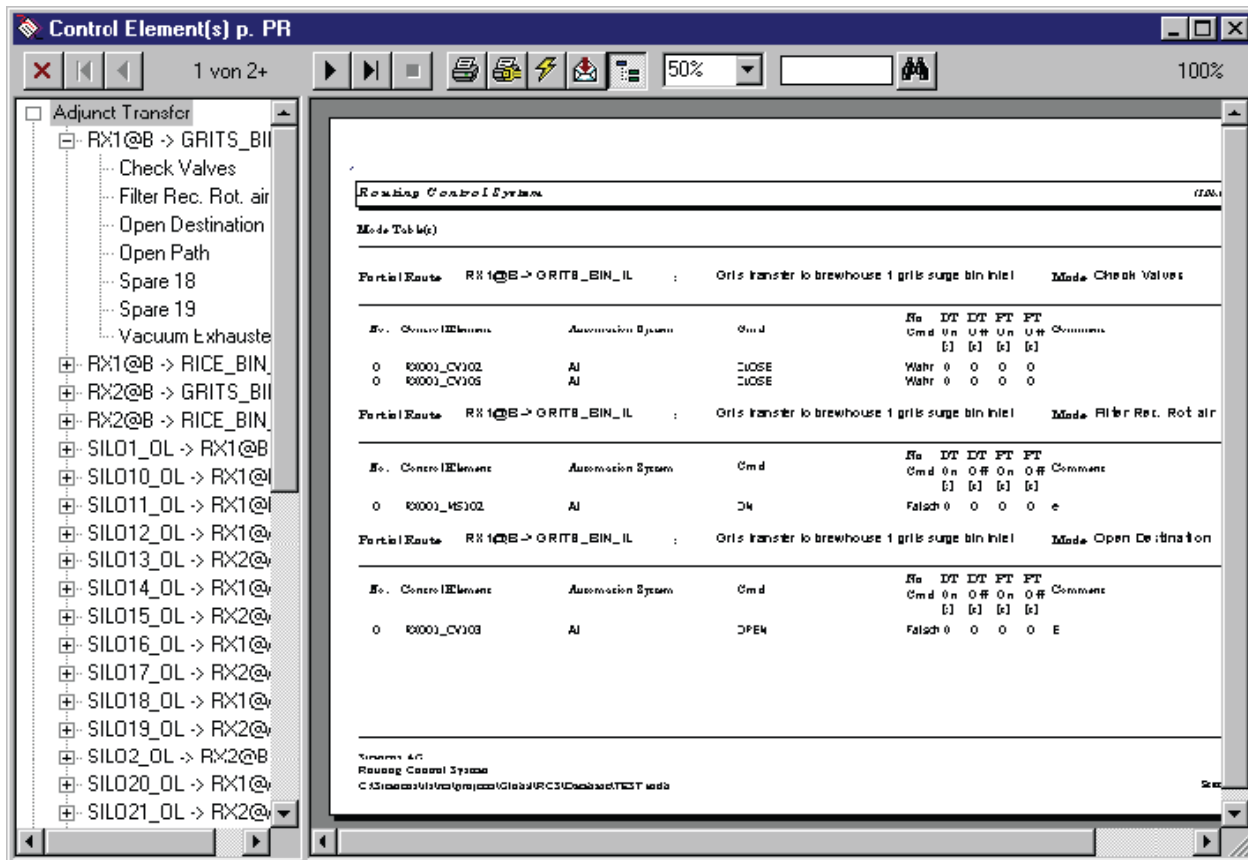 Control Element(s) p. PR
1 von 2+
50%
100%
Adjunct Transfer
RX1@B -> GRITS_BI
Check Valves
Filter Rec. Rot. air
Open Destination
Open Path
Spare 18
Spare 19
Vacuum Exhauste
RX1@B -> RICE_BIN_
RX2@B -> GRITS_BI
RX2@B -> RICE_BIN_
SILO1_OL -> RX1@B
SILO10_OL -> RX1@
SILO11_OL -> RX1@
SILO12_OL -> RX1@
SILO13_OL -> RX2@
SILO14_OL -> RX1@
SILO15_OL -> RX2@
SILO16_OL -> RX1@
SILO17_OL -> RX2@
SILO18_OL -> RX1@
SILO19_OL -> RX2@
SILO2_OL -> RX2@B
SILO20_OL -> RX1@
SILO21_OL -> RX2@
Routing Control System
Mode Table(s)
Partial Route RX1@B -> GRITS_BIN_IL : Grits transfer to brewhouse 1 grits surge bin inlet Mode Check Valves
No DT DT FT FT
No. Control Element Automation System Cmd Cmd On Off On Off Comment
[s] [s] [s] [s]
0 CLOSE Wahr 0 0 0 0
0 CLOSE Wahr 0 0 0 0
Partial Route RX1@B -> GRITS_BIN_IL : Grits transfer to brewhouse 1 grits surge bin inlet Mode Filter Rec. Rot air
No DT DT FT FT
No. Control Element Automation System Cmd Cmd On Off On Off Comment
[s] [s] [s] [s]
0 ON Falsch 0 0 0 0 e
Partial Route RX1@B -> GRITS_BIN_IL : Grits transfer to brewhouse 1 grits surge bin inlet Mode Open Destination
No DT DT FT FT
No. Control Element Automation System Cmd Cmd On Off On Off Comment
[s] [s] [s] [s]
0 OPEN Falsch 0 0 0 0 E
Siemens AG
Routing Control System